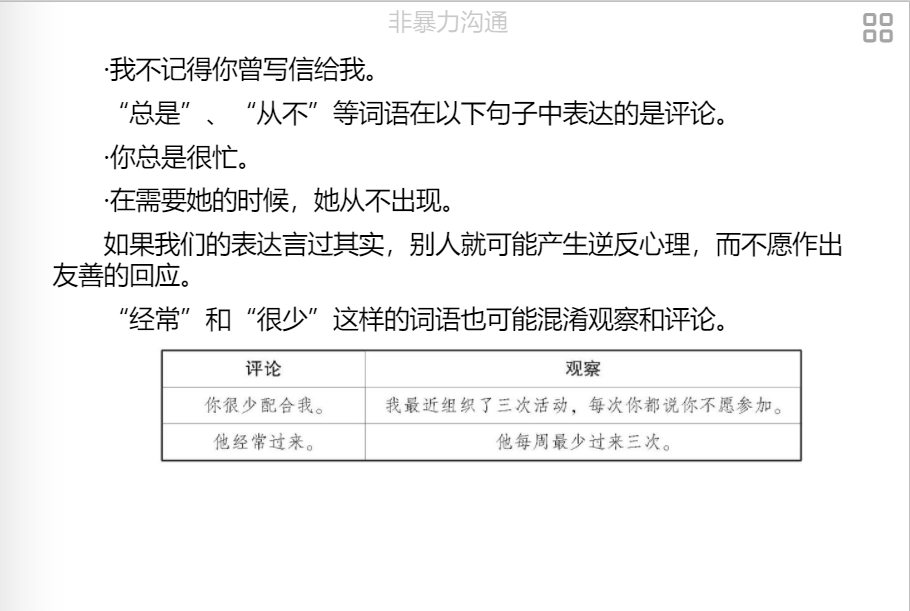 非暴力沟通
·我不记得你曾写信给我。
“总是”、“从不”等词语在以下句子中表达的是评论。
·你总是很忙。
·在需要她的时候，她从不出现。
如果我们的表达言过其实，别人就可能产生逆反心理，而不愿作出
友善的回应。
“经常”和“很少”这样的词语也可能混淆观察和评论。
评论 观察
你很少配合我。 我最近组织了三次活动，每次你都说你不愿参加。
他经常过来。 他每周最少过来三次。